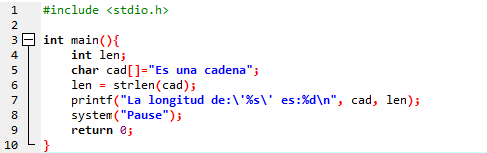 1 #include <stdio.h>
2
3 int main(){
4 int len;
5 char cad[]="Es una cadena";
6 len = strlen(cad);
7 printf("La longitud de:\'%s\' es:%d\n", cad, len);
8 system("Pause");
9 return 0;
10 }